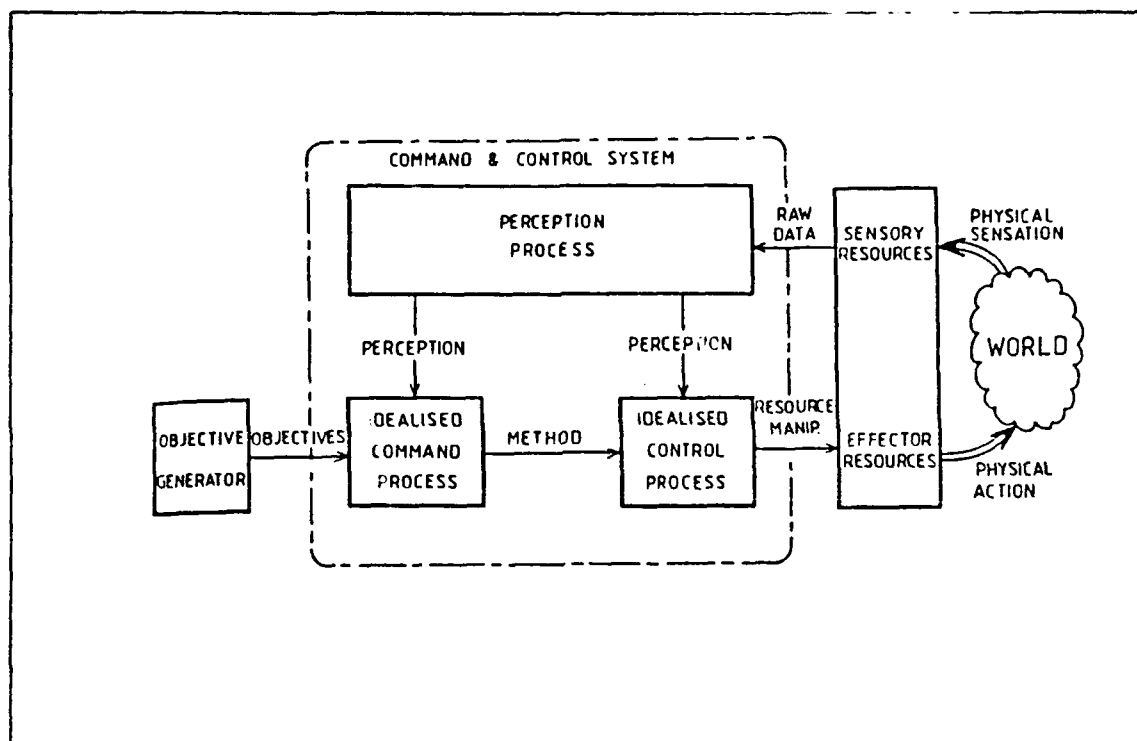 COMMAND & CONTROL SYSTEM
PERCEPTION
PROCESS
RAW
DATA
SENSORY
RESOURCES
PHYSICAL
SENSATION
WORLD
PERCEPTION
PERCEPTION
OBJECTIVE
GENERATOR
OBJECTIVES
IDEALISED
COMMAND
PROCESS
METHOD
IDEALISED
CONTROL
PROCESS
RESOURCE
MANIP.
EFFECTOR
RESOURCES
PHYSICAL
ACTION